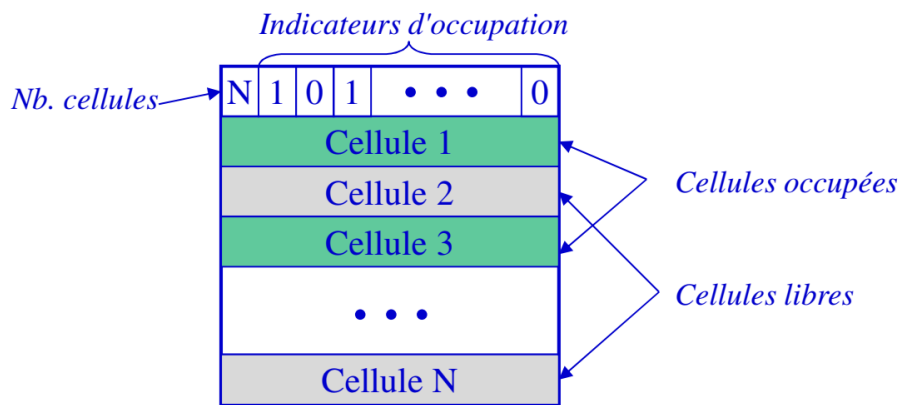 Indicateurs d'occupation
Nb. cellules
N 1 0 1 • • • 0
Cellule 1
Cellule 2
Cellule 3
• • •
Cellule N
Cellules occupées
Cellules libres